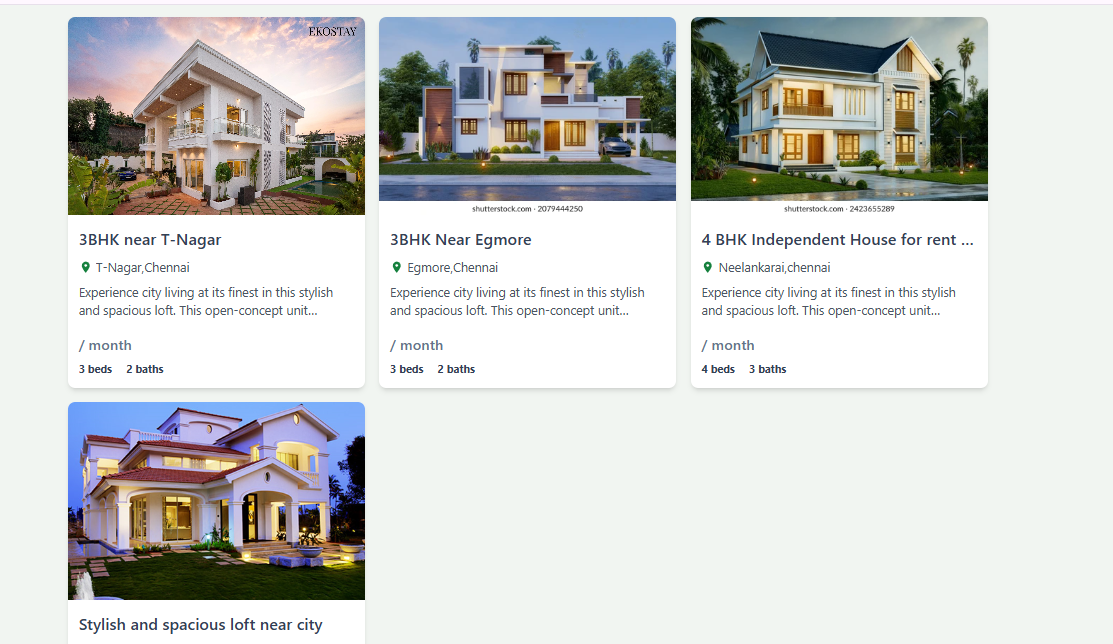 EKOSTAY
shutterstock.com · 2079444250
shutterstock.com · 2423655289
3BHK near T-Nagar
T-Nagar,Chennai
Experience city living at its finest in this stylish
and spacious loft. This open-concept unit...
/ month
3 beds 2 baths
3BHK Near Egmore
Egmore,Chennai
Experience city living at its finest in this stylish
and spacious loft. This open-concept unit...
/ month
3 beds 2 baths
4 BHK Independent House for rent ...
Neelankarai,chennai
Experience city living at its finest in this stylish
and spacious loft. This open-concept unit...
/ month
4 beds 3 baths
Stylish and spacious loft near city